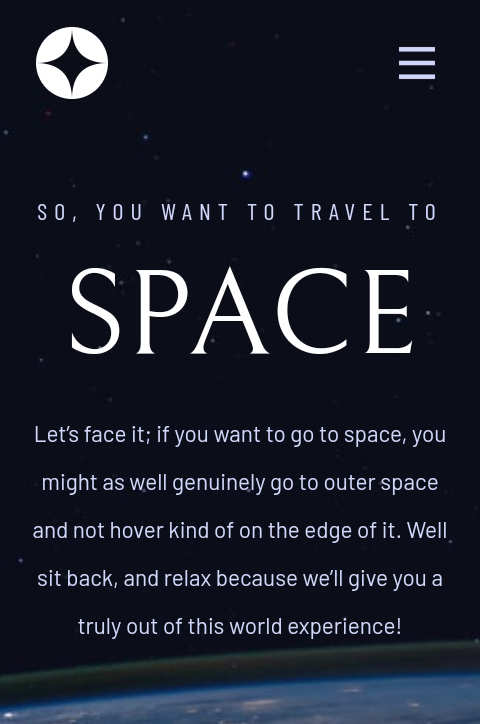 SO, YOU WANT TO TRAVEL TO
SPACE
Let’s face it; if you want to go to space, you
might as well genuinely go to outer space
and not hover kind of on the edge of it. Well
sit back, and relax because we’ll give you a
truly out of this world experience!